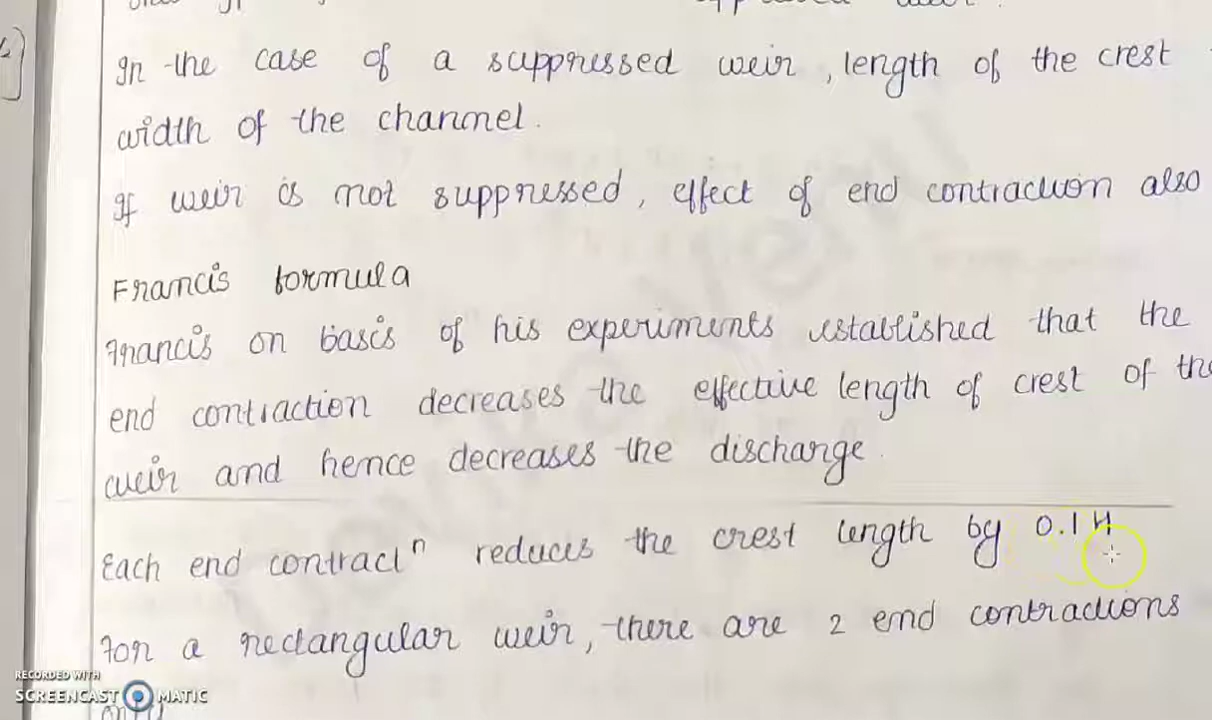 In the case of a suppressed weir, length of the crest
width of the channel.
If weir is not suppressed, effect of end contraction also
Francis formula
Francis on basis of his experiments established that the
end contraction decreases the effective length of crest of the
weir and hence decreases the discharge.
Each end contractⁿ reduces the crest length by 0.1H
For a rectangular weir, there are 2 end contractions
RECORDED WITH
SCREENCAST MATIC
only